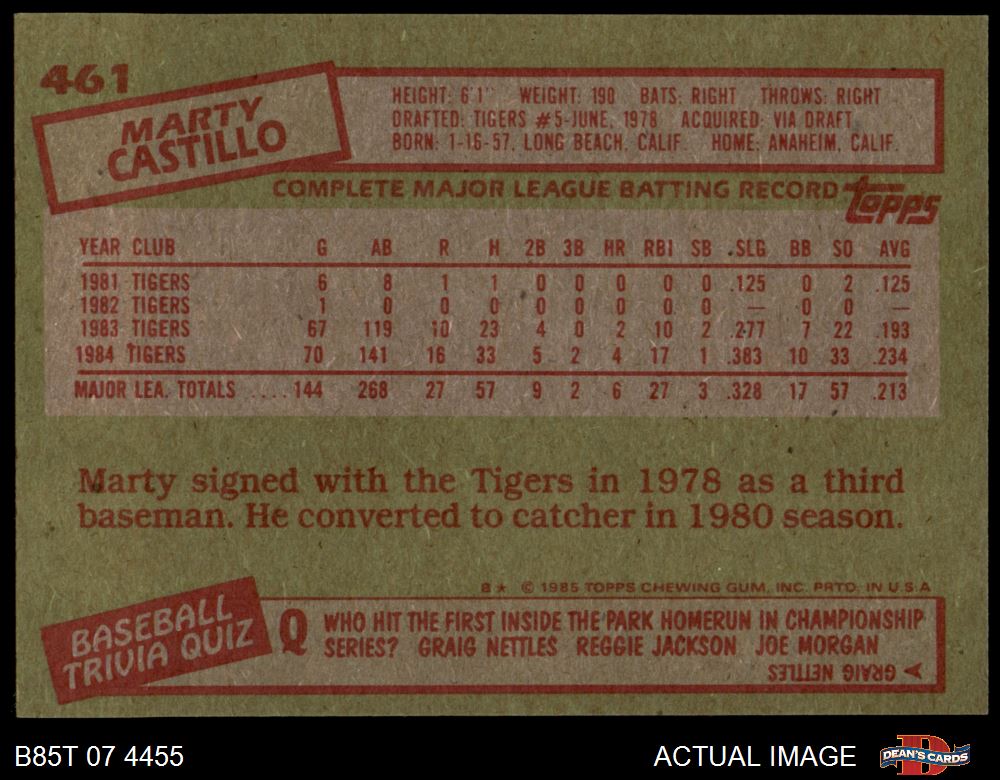 461
MARTY
CASTILLO
HEIGHT: 6'1" WEIGHT: 190 BATS: RIGHT THROWS: RIGHT
DRAFTED: TIGERS #5-JUNE, 1978 ACQUIRED: VIA DRAFT
BORN: 1-16-57, LONG BEACH, CALIF. HOME: ANAHEIM, CALIF.
COMPLETE MAJOR LEAGUE BATTING RECORD topps
YEAR CLUB G AB R H 2B 3B HR RBI SB .SLG BB SO AVG
1981 TIGERS 6 8 1 1 0 0 0 0 0 .125 0 2 .125
1982 TIGERS 1 0 0 0 0 0 0 0 0 — 0 0 —
1983 TIGERS 67 119 10 23 4 0 2 10 2 .277 7 22 .193
1984 TIGERS 70 141 16 33 5 2 4 17 1 .383 10 33 .234
MAJOR LEA. TOTALS ....144 268 27 57 9 2 6 27 3 .328 17 57 .213
Marty signed with the Tigers in 1978 as a third
baseman. He converted to catcher in 1980 season.
B★ © 1985 TOPPS CHEWING GUM, INC. PRTD. IN U.S.A.
BASEBALL
TRIVIA QUIZ
Q WHO HIT THE FIRST INSIDE THE PARK HOMERUN IN CHAMPIONSHIP
SERIES? GRAIG NETTLES REGGIE JACKSON JOE MORGAN
GRAIG NETTLES
B85T 07 4455
ACTUAL IMAGE
DEAN'S CARDS